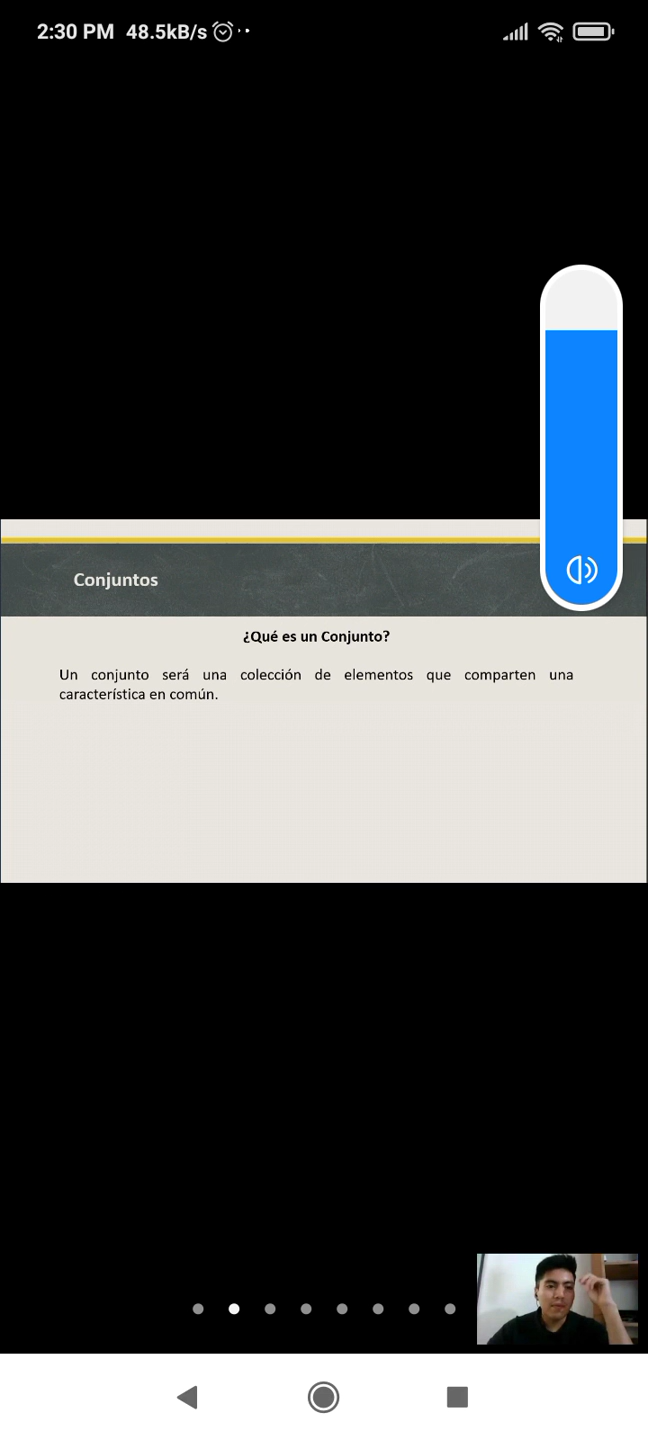 2:30 PM 48.5kB/s
Conjuntos
¿Qué es un Conjunto?
Un conjunto será una colección de elementos que comparten una
característica en común.